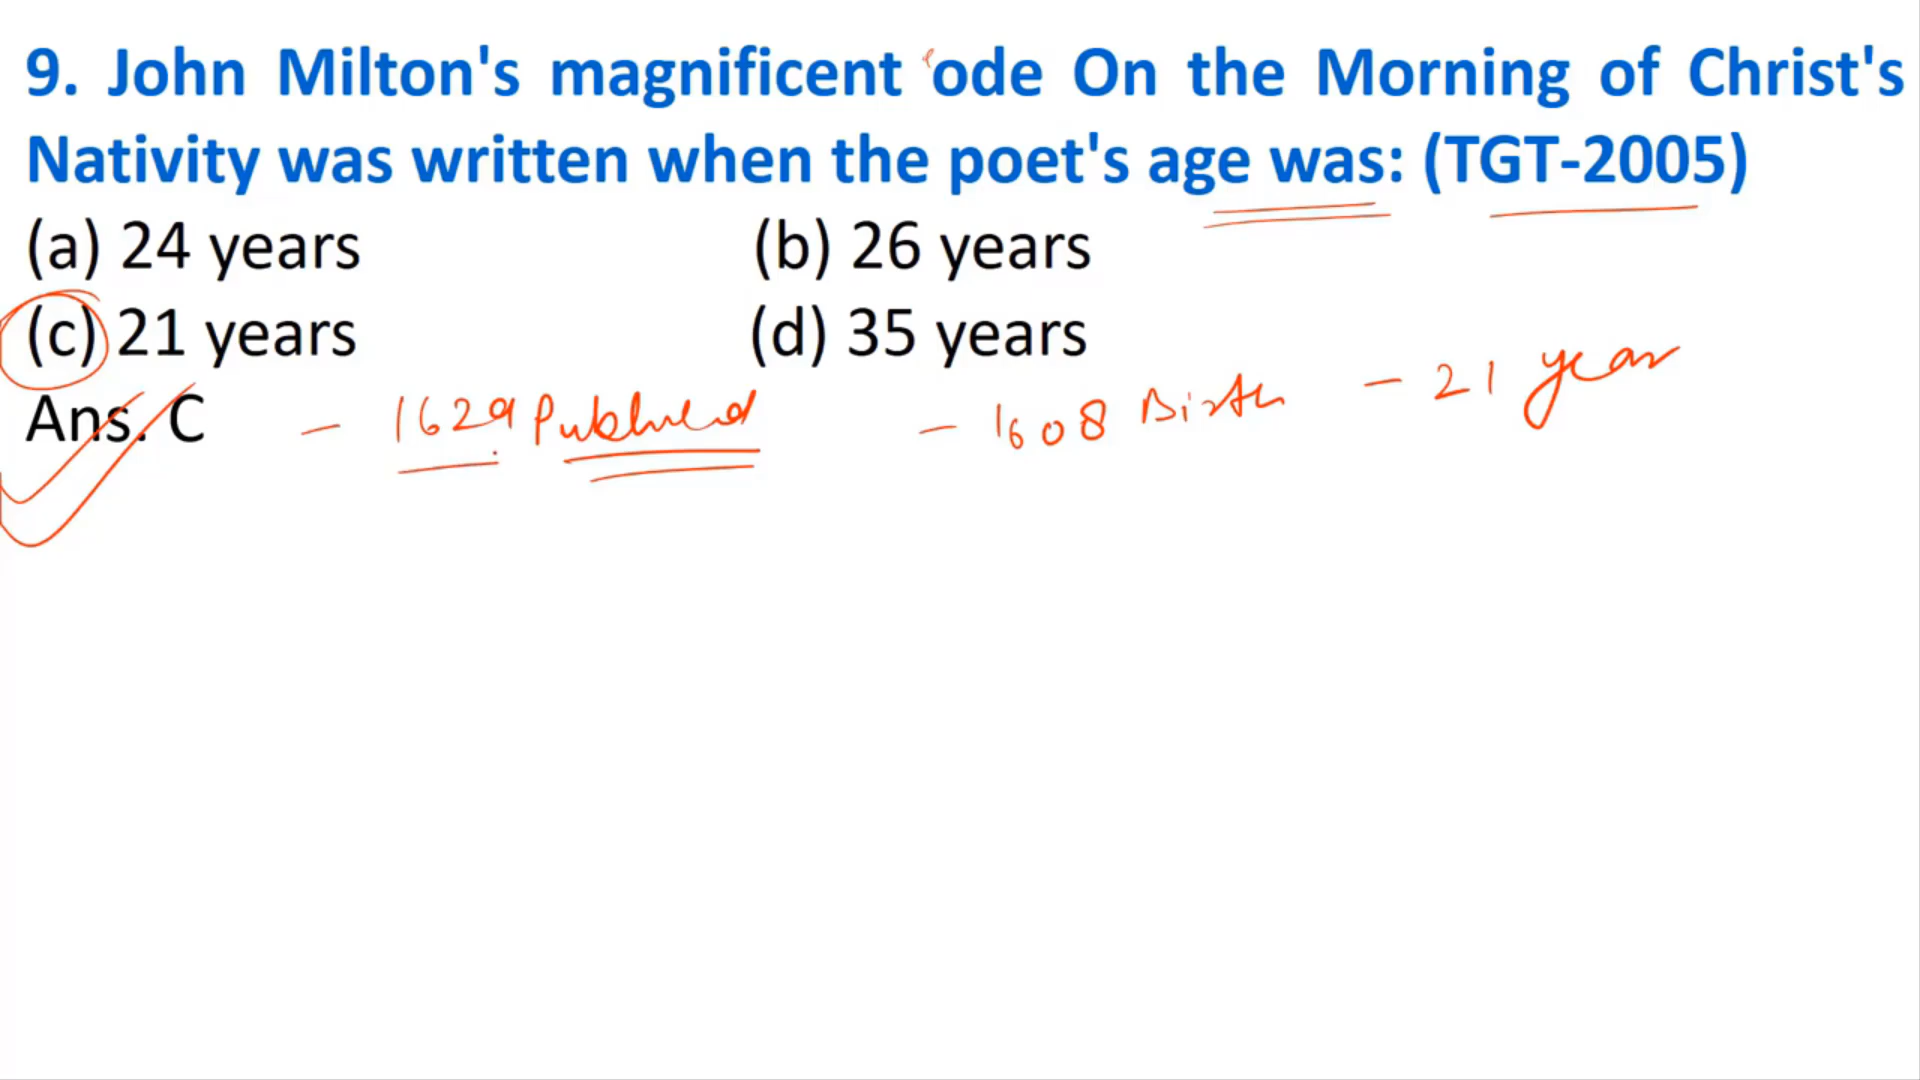 9. John Milton's magnificent ode On the Morning of Christ's
Nativity was written when the poet's age was: (TGT-2005)
(a) 24 years (b) 26 years
(c) 21 years (d) 35 years
Ans. C - 1629 Published - 1608 Birth - 21 year